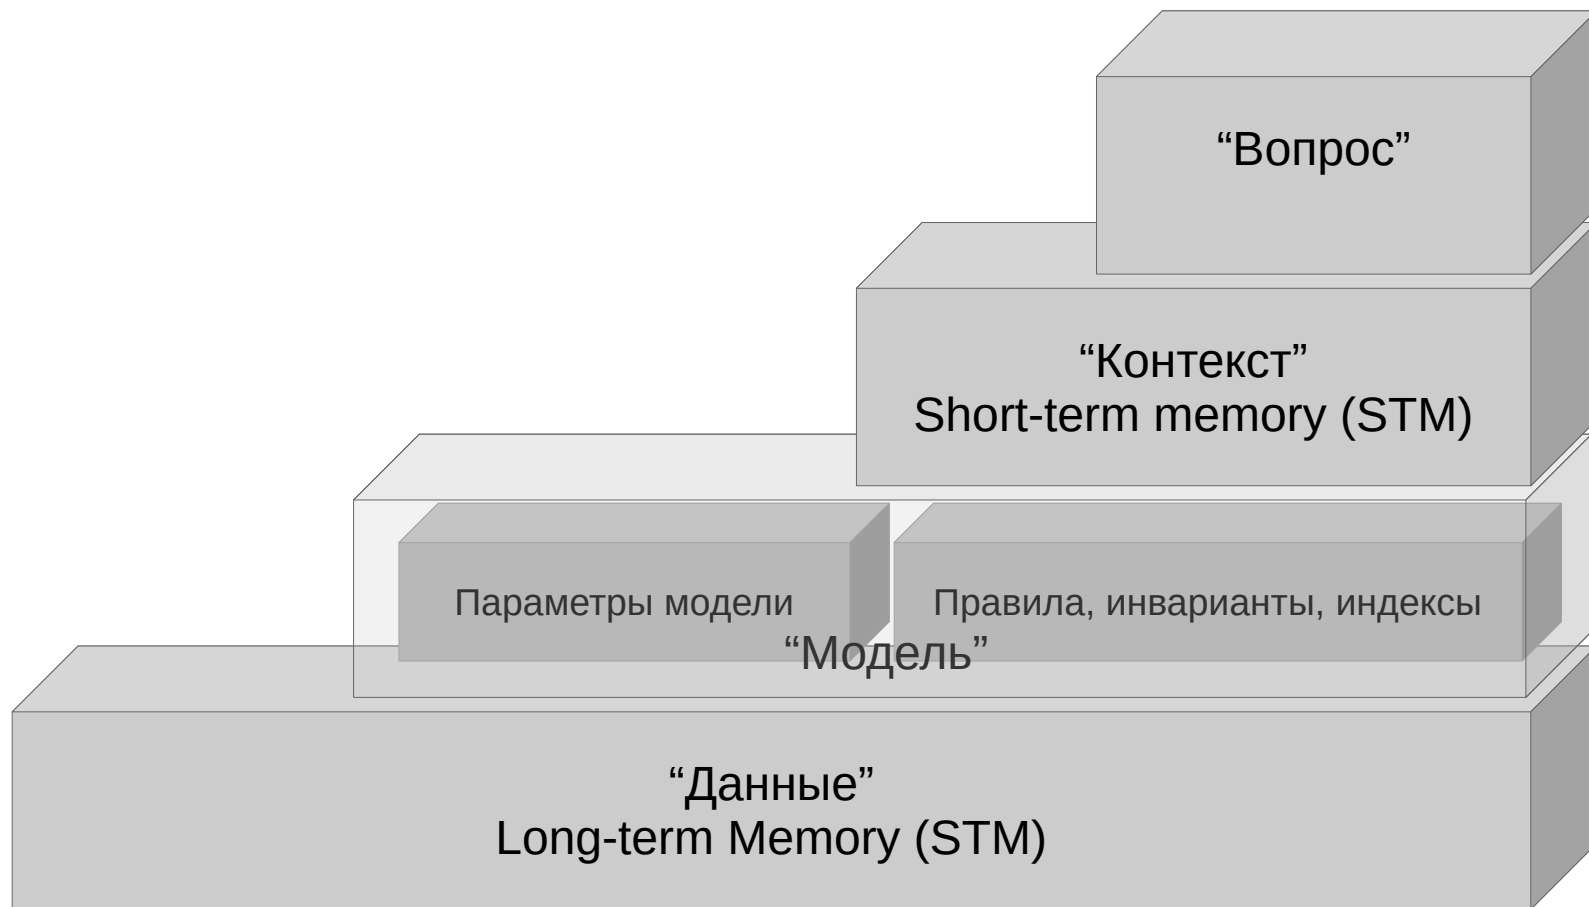 “Вопрос”
“Контекст”
Short-term memory (STM)
Параметры модели
Правила, инварианты, индексы
“Модель”
“Данные”
Long-term Memory (STM)